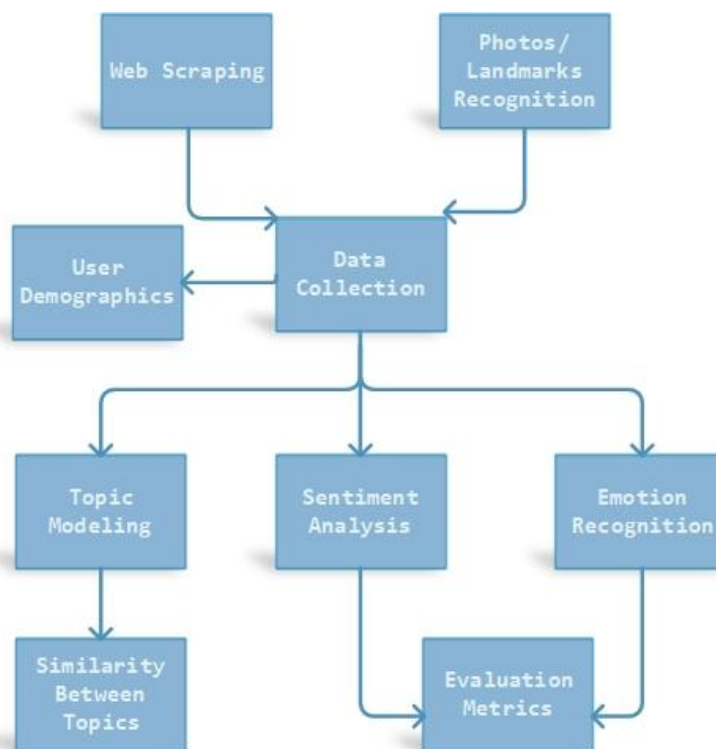 Web Scraping
Photos/
Landmarks
Recognition
User
Demographics
Data
Collection
Topic
Modeling
Sentiment
Analysis
Emotion
Recognition
Similarity
Between
Topics
Evaluation
Metrics